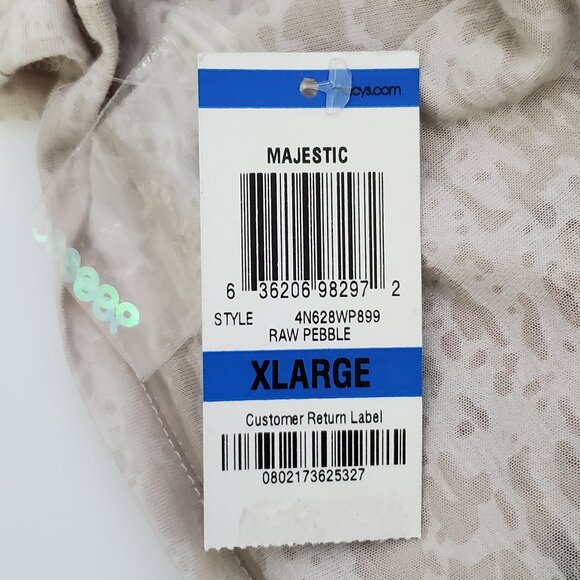 cys.com
MAJESTIC
6 36206 98297 2
STYLE 4N628WP899
RAW PEBBLE
XLARGE
Customer Return Label
0802173625327